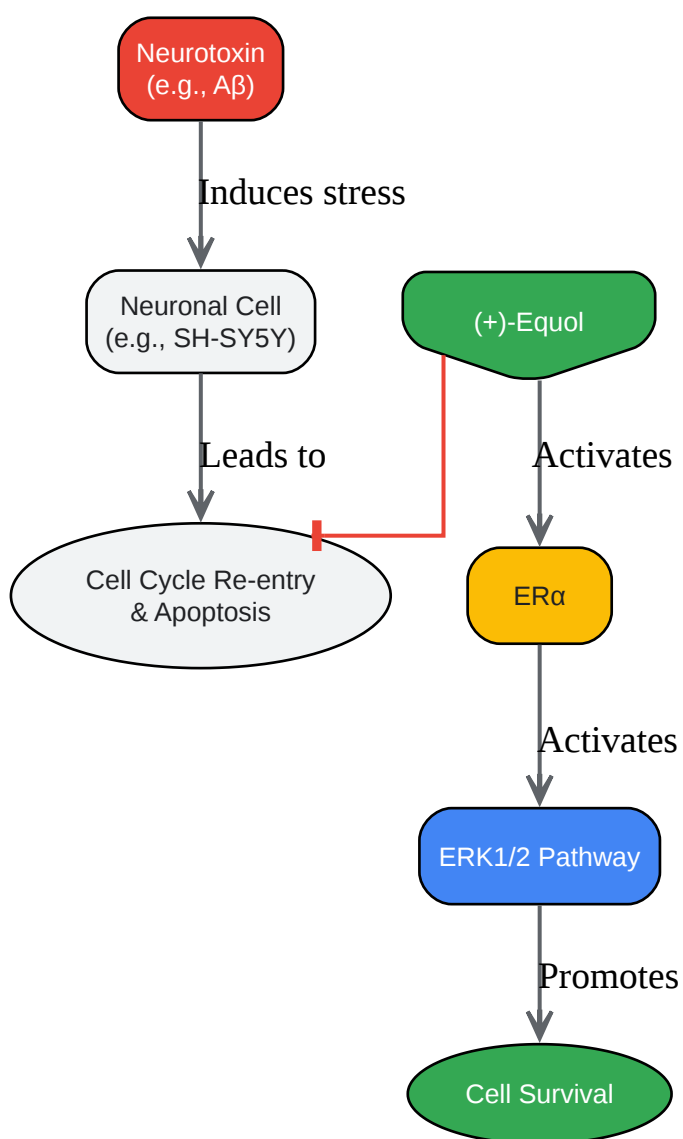 Neurotoxin
(e.g., Aβ)
Induces stress
Neuronal Cell
(e.g., SH-SY5Y)
(+)-Equol
Leads to
Activates
Cell Cycle Re-entry
& Apoptosis
ERα
Activates
ERK1/2 Pathway
Promotes
Cell Survival